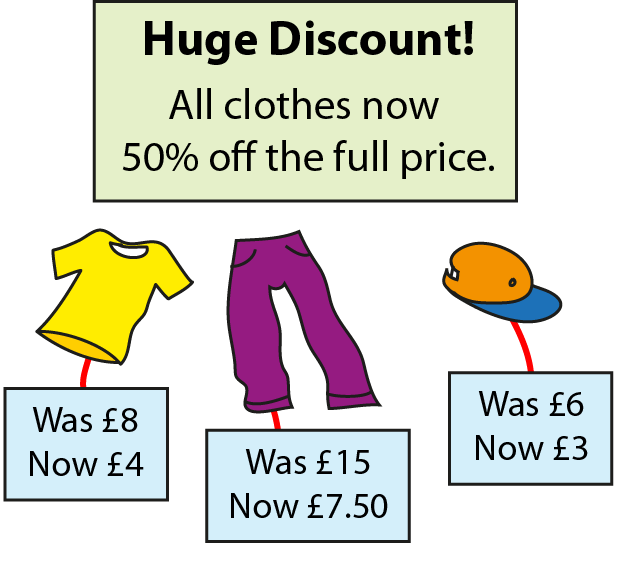 Huge Discount!
All clothes now
50% off the full price.
Was £8
Now £4
Was £15
Now £7.50
Was £6
Now £3